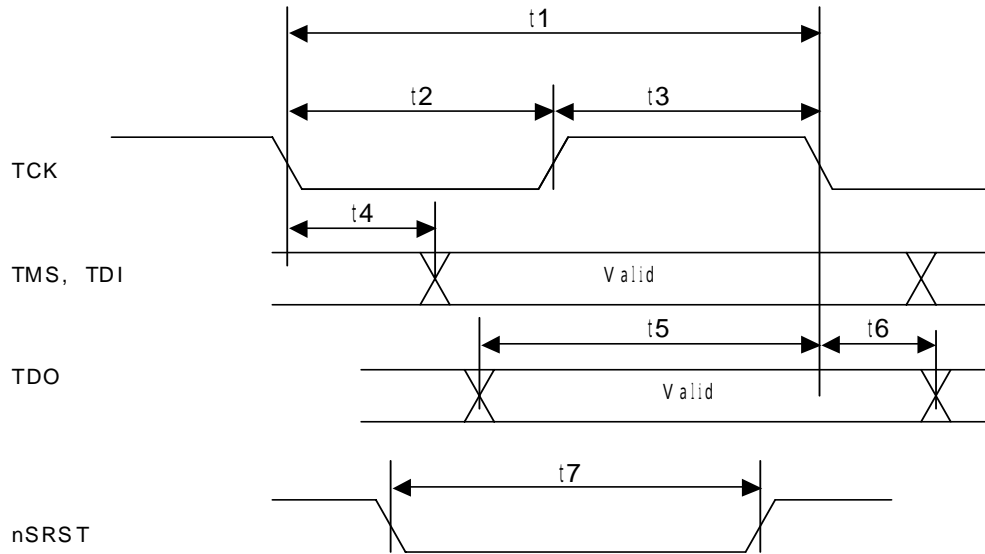 t1
t2
t3
TCK
t4
TMS, TDI
Valid
t5
t6
TDO
Valid
t7
nSRST